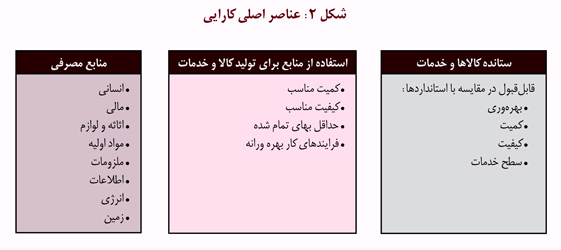 شکل ۲: عناصر اصلی کارایی
ستانده کالاها و خدمات
قابل‌قبول در مقایسه با استانداردها:
• بهره‌وری
• کمیت
• کیفیت
• سطح خدمات
استفاده از منابع برای تولید کالا و خدمات
• کمیت مناسب
• کیفیت مناسب
• حداقل بهای تمام شده
• فرایندهای کار بهره ورانه
منابع مصرفی
• انسانی
• مالی
• اثاثه و لوازم
• مواد اولیه
• ملزومات
• اطلاعات
• انرژی
• زمین